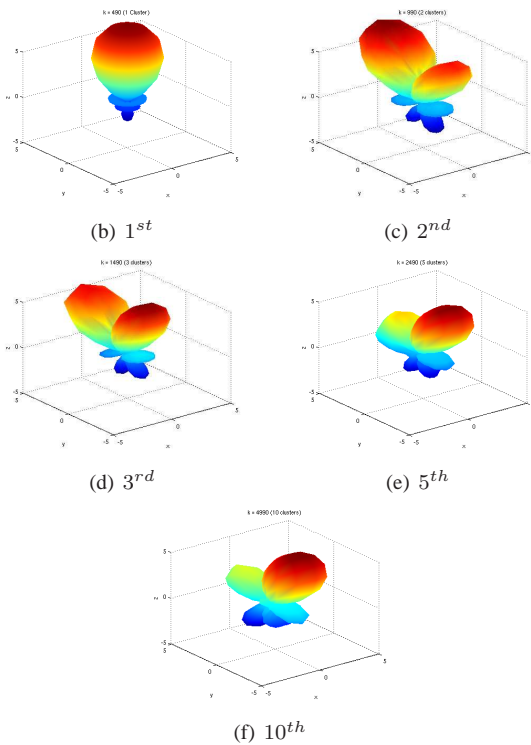 k = 490 (1 Cluster)
5
0
-5
5
0
-5
-5
0
5
z
y
x
(b) 1st
k = 990 (2 clusters)
5
0
-5
5
0
-5
-5
0
5
z
y
x
(c) 2nd
k = 1490 (3 clusters)
5
0
-5
5
0
-5
-5
0
5
z
y
x
(d) 3rd
k = 2490 (5 clusters)
5
0
-5
5
0
-5
-5
0
5
z
y
x
(e) 5th
k = 4990 (10 clusters)
5
0
-5
5
0
-5
-5
0
5
z
y
x
(f) 10th